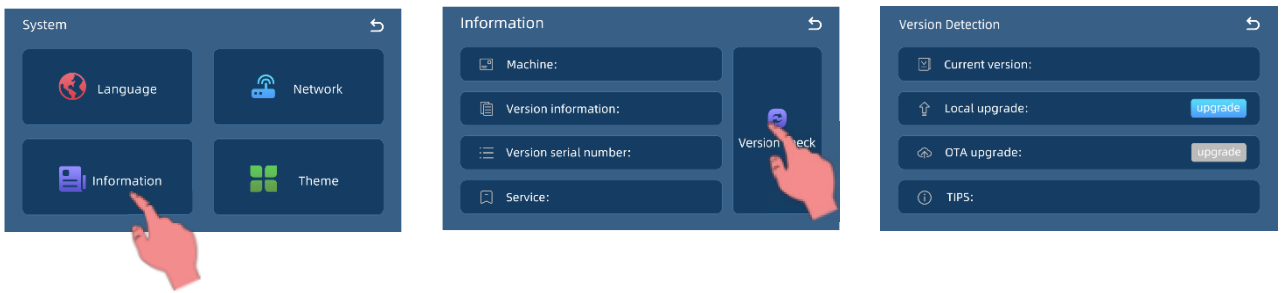 System
Language
Network
Information
Theme
Information
Machine:
Version information:
Version serial number:
Service:
Version
Version Detection
Current version:
Local upgrade:
upgrade
OTA upgrade:
upgrade
TIPS: